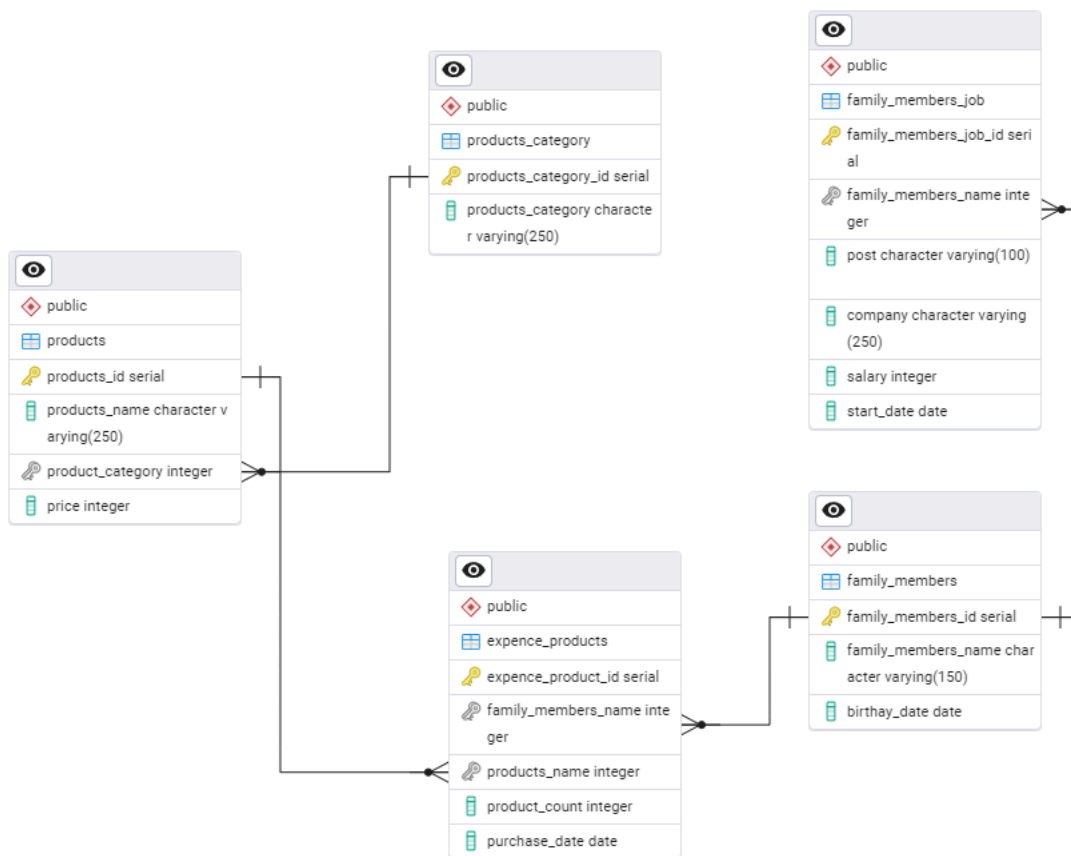 public
products_category
products_category_id serial
products_category characte
r varying(250)
public
family_members_job
family_members_job_id seri
al
family_members_name inte
ger
post character varying(100)
company character varying
(250)
salary integer
start_date date
public
products
products_id serial
products_name character v
arying(250)
product_category integer
price integer
public
expence_products
expence_product_id serial
family_members_name inte
ger
products_name integer
product_count integer
purchase_date date
public
family_members
family_members_id serial
family_members_name char
acter varying(150)
birthay_date date